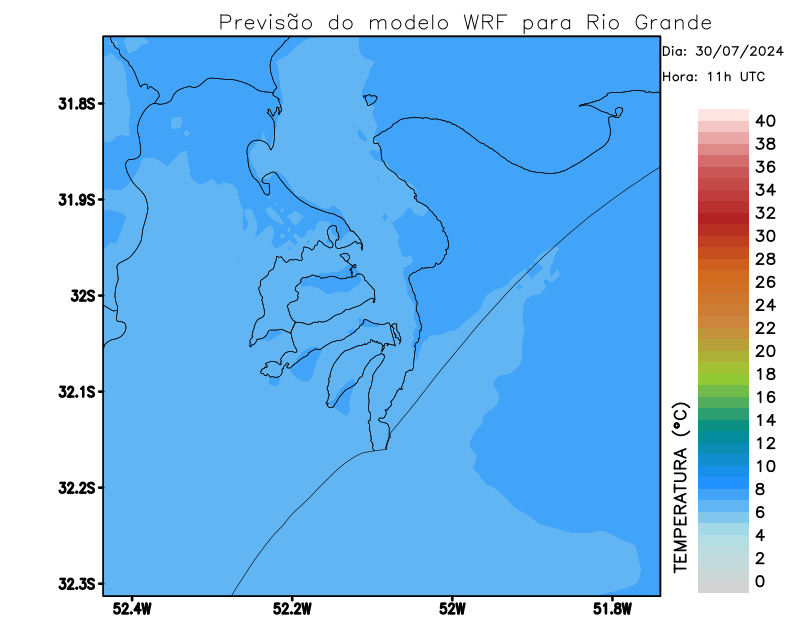 Previsão do modelo WRF para Rio Grande
Dia: 30/07/2024
Hora: 11h UTC
31.8S
31.9S
32S
32.1S
32.2S
32.3S
52.4W
52.2W
52W
51.8W
40
38
36
34
32
30
28
26
24
22
20
18
16
14
12
10
8
6
4
2
0
TEMPERATURA (°C)